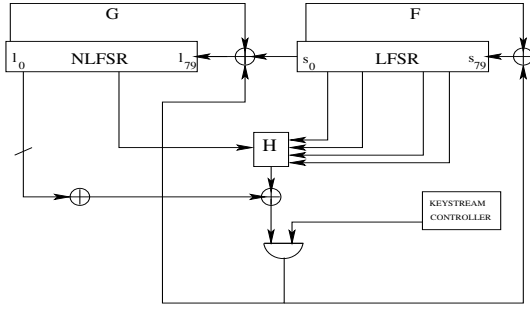 G
F
l0 NLFSR l79
s0 LFSR s79
H
KEYSTREAM
CONTROLLER